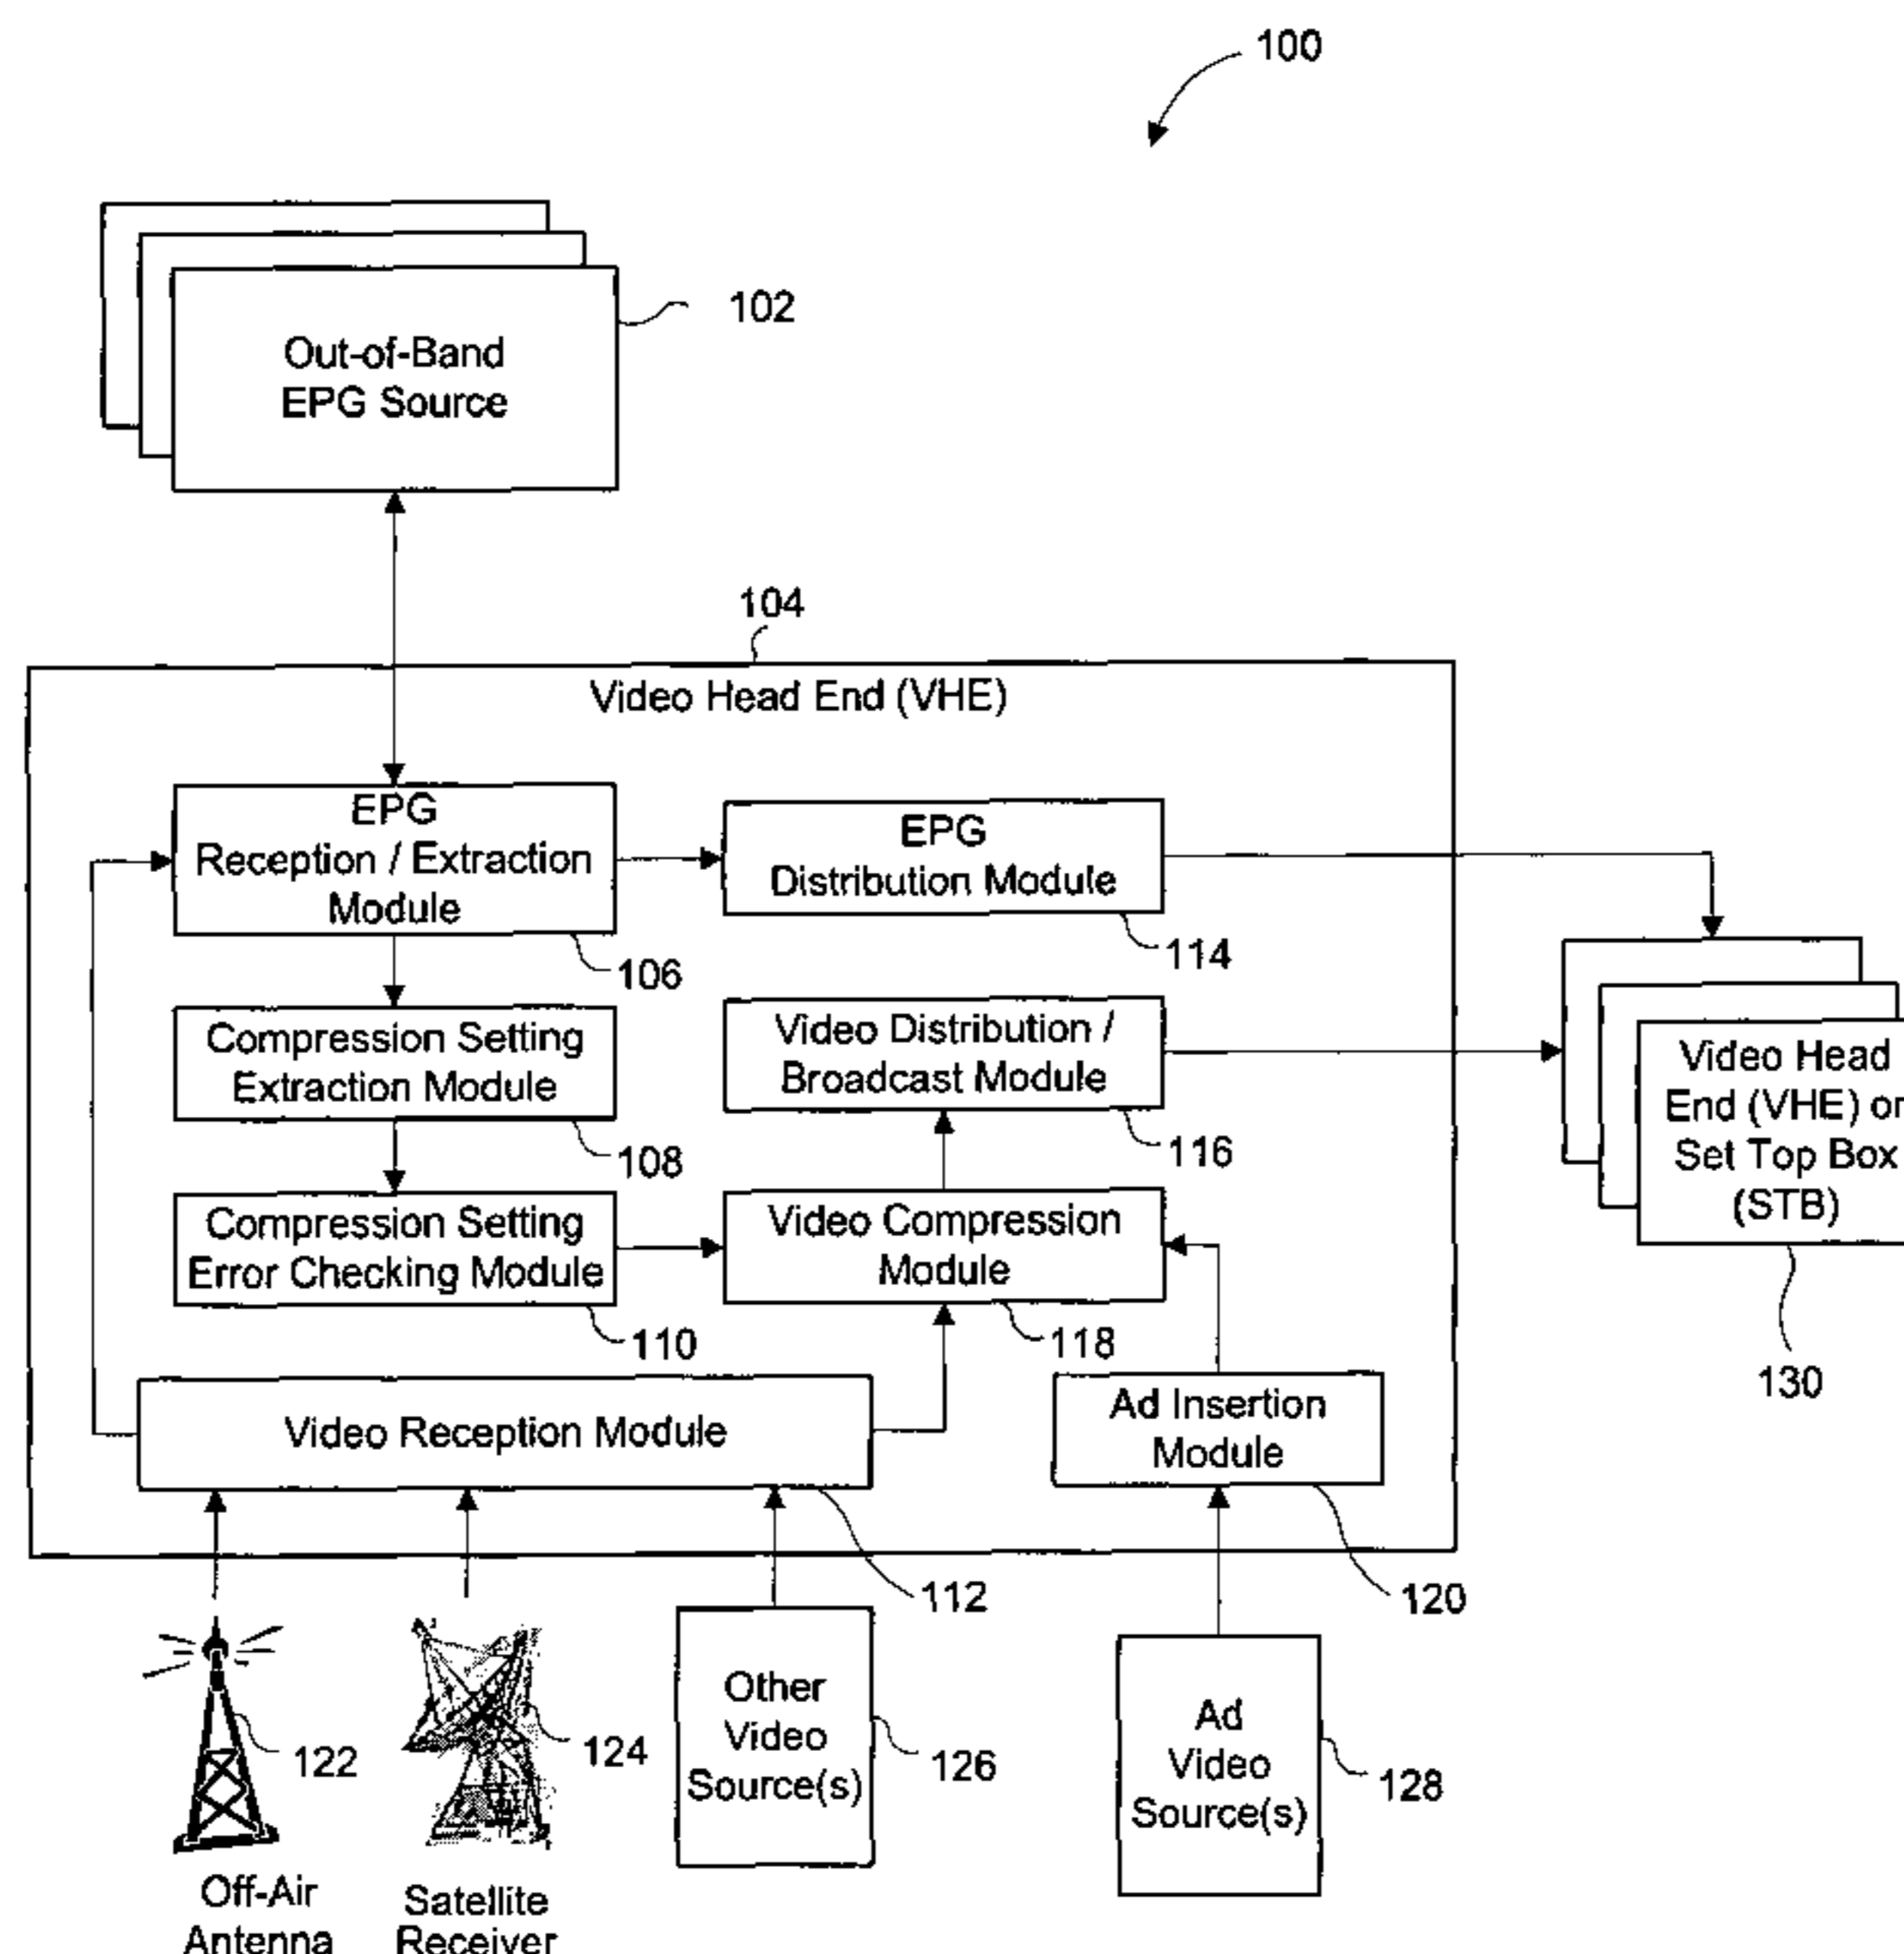 100
102
Out-of-Band
EPG Source
104
Video Head End (VHE)
EPG
Reception / Extraction
Module
106
EPG
Distribution Module
114
Compression Setting
Extraction Module
108
Video Distribution /
Broadcast Module
116
Video Head
End (VHE) or
Set Top Box
(STB)
130
Compression Setting
Error Checking Module
110
Video Compression
Module
118
Video Reception Module
112
Ad Insertion
Module
120
122
Off-Air
Antenna
124
Satellite
Receiver
Other
Video
Source(s)
126
Ad
Video
Source(s)
128